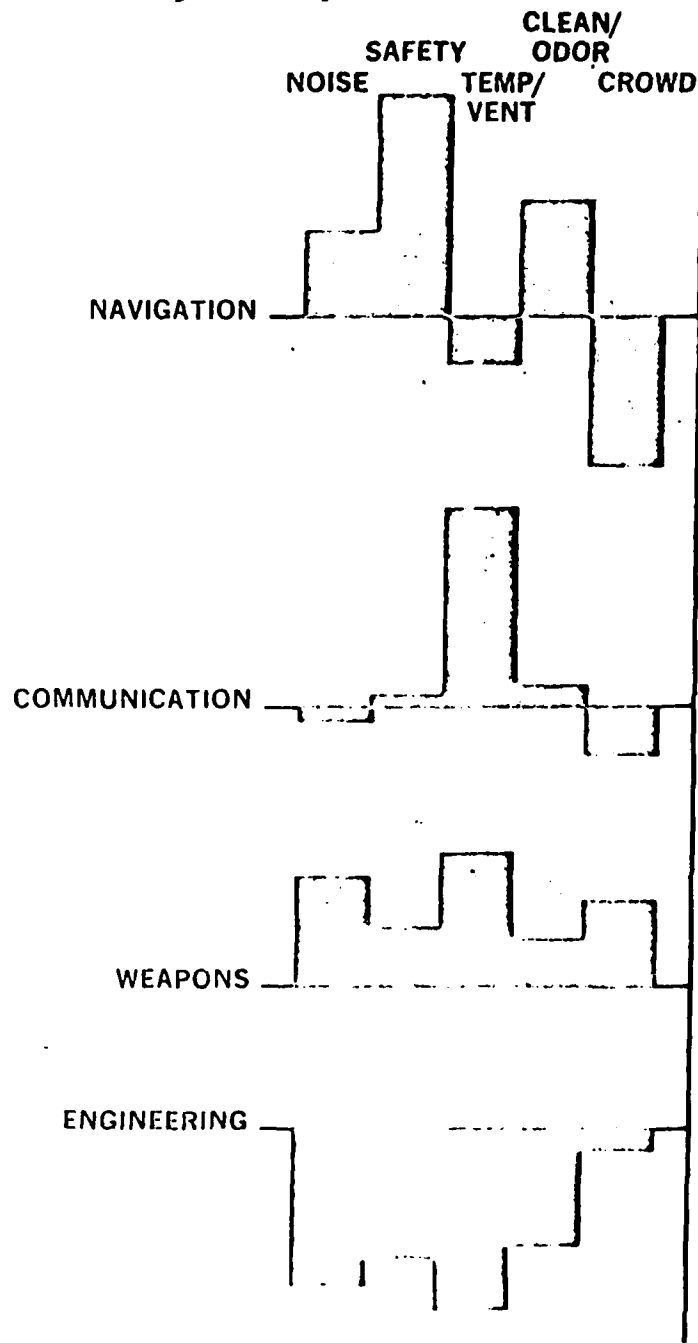 CLEAN/
SAFETY ODOR
NOISE TEMP/ CROWD
VENT
NAVIGATION
COMMUNICATION
WEAPONS
ENGINEERING